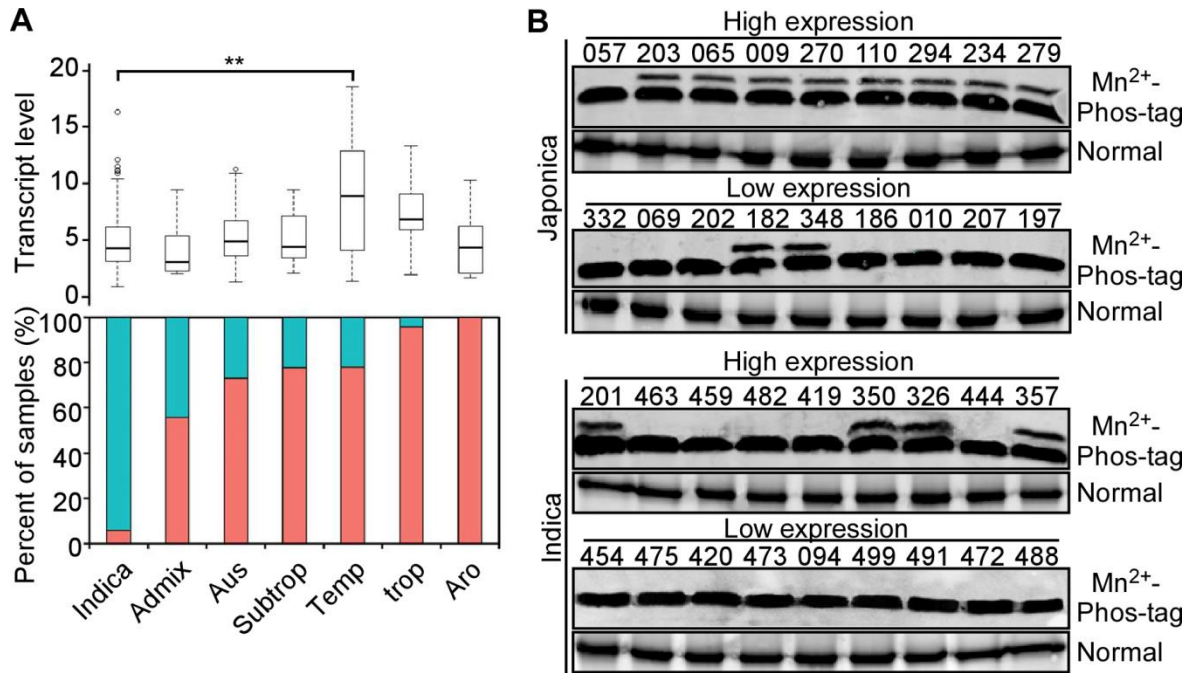 A
**
20
15
10
5
0
Transcript level
100
80
60
40
20
0
Percent of samples (%)
Indica
Admix
Aus
Subtrop
Temp
trop
Aro
B
Japonica
High expression
057 203 065 009 270 110 294 234 279
Mn²⁺-
Phos-tag
Normal
Low expression
332 069 202 182 348 186 010 207 197
Mn²⁺-
Phos-tag
Normal
Indica
High expression
201 463 459 482 419 350 326 444 357
Mn²⁺-
Phos-tag
Normal
Low expression
454 475 420 473 094 499 491 472 488
Mn²⁺-
Phos-tag
Normal